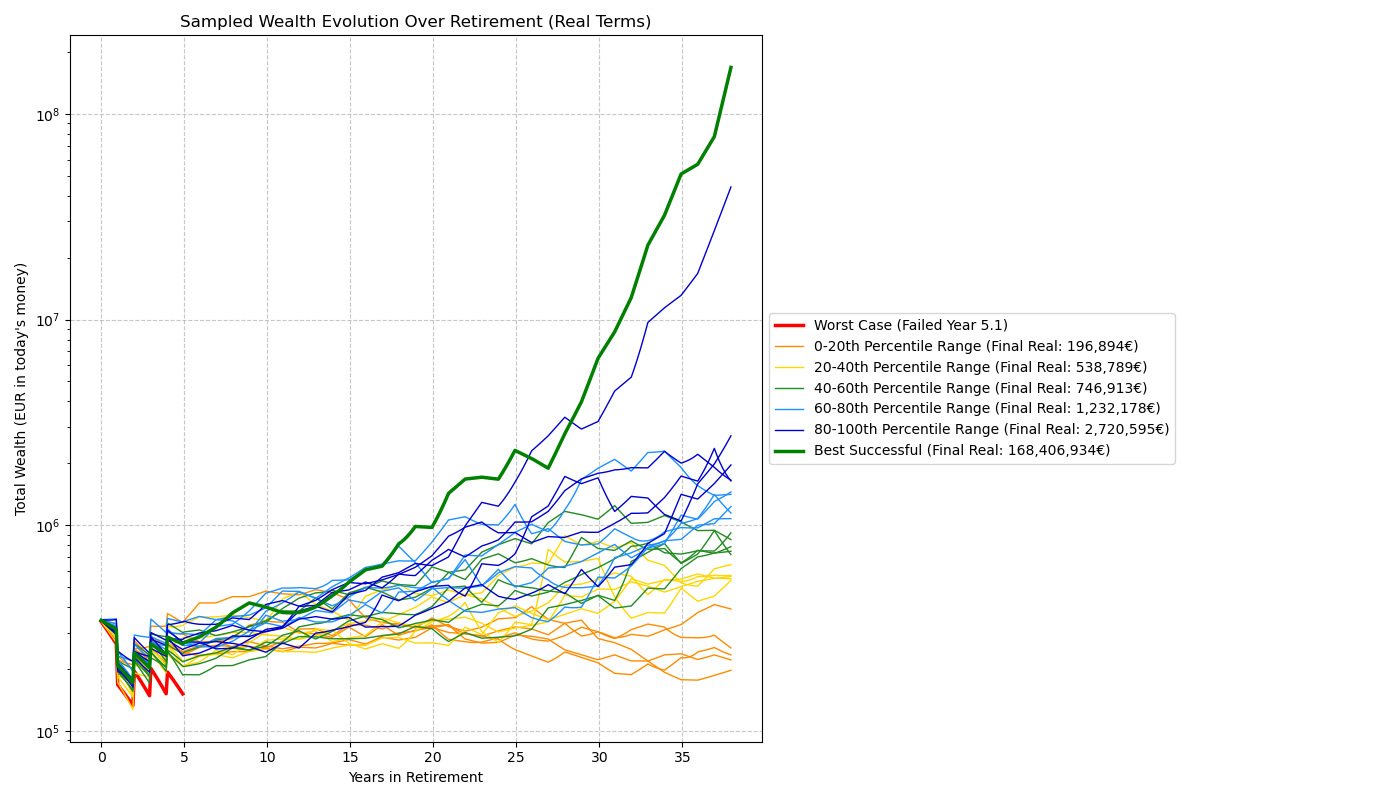 Sampled Wealth Evolution Over Retirement (Real Terms)
Total Wealth (EUR in today's money)
10⁸
10⁷
10⁶
10⁵
0 5 10 15 20 25 30 35
Years in Retirement
Worst Case (Failed Year 5.1)
0-20th Percentile Range (Final Real: 196,894€)
20-40th Percentile Range (Final Real: 538,789€)
40-60th Percentile Range (Final Real: 746,913€)
60-80th Percentile Range (Final Real: 1,232,178€)
80-100th Percentile Range (Final Real: 2,720,595€)
Best Successful (Final Real: 168,406,934€)